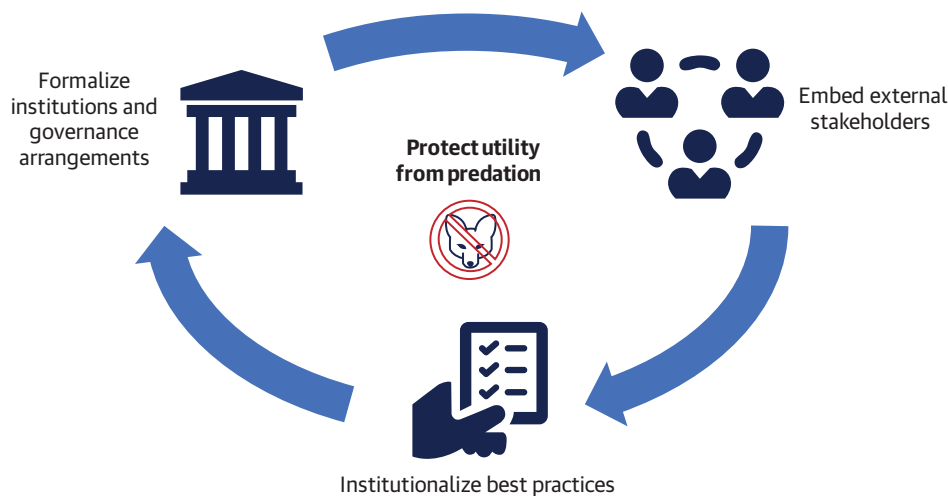 Formalize
institutions and
governance
arrangements
Embed external
stakeholders
Protect utility
from predation
Institutionalize best practices